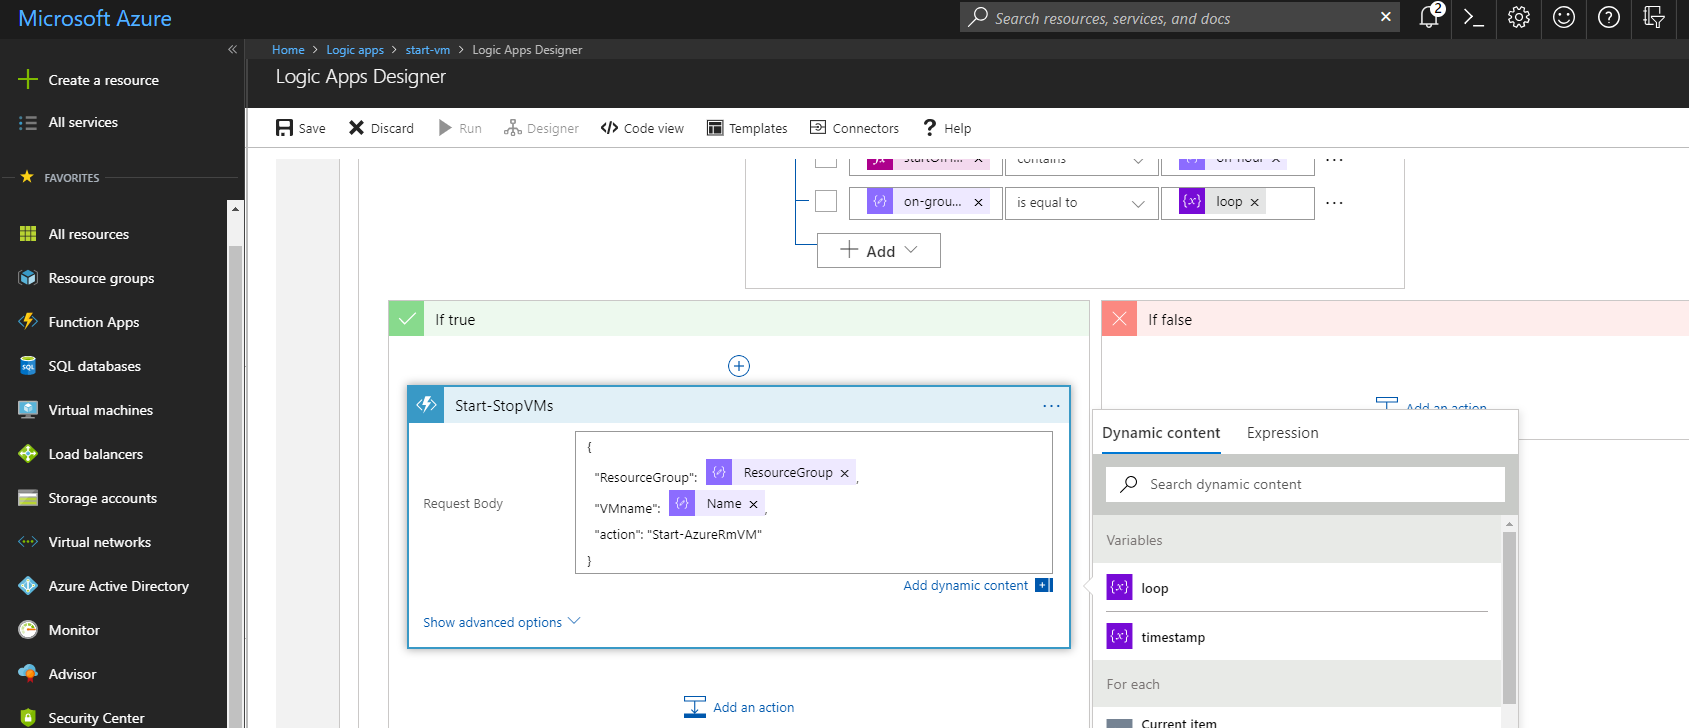 Microsoft Azure
Search resources, services, and docs
2
Home > Logic apps > start-vm > Logic Apps Designer
Logic Apps Designer
Create a resource
All services
FAVORITES
All resources
Resource groups
Function Apps
SQL databases
Virtual machines
Load balancers
Storage accounts
Virtual networks
Azure Active Directory
Monitor
Advisor
Security Center
Save
Discard
Run
Designer
Code view
Templates
Connectors
Help
contains
on-hour
on-grou...
is equal to
loop
Add
If true
If false
Start-StopVMs
Request Body
{
"ResourceGroup": ResourceGroup ,
"VMname": Name ,
"action": "Start-AzureRmVM"
}
Add dynamic content
Show advanced options
Add an action
Add an action
Dynamic content
Expression
Search dynamic content
Variables
loop
timestamp
For each
Current item